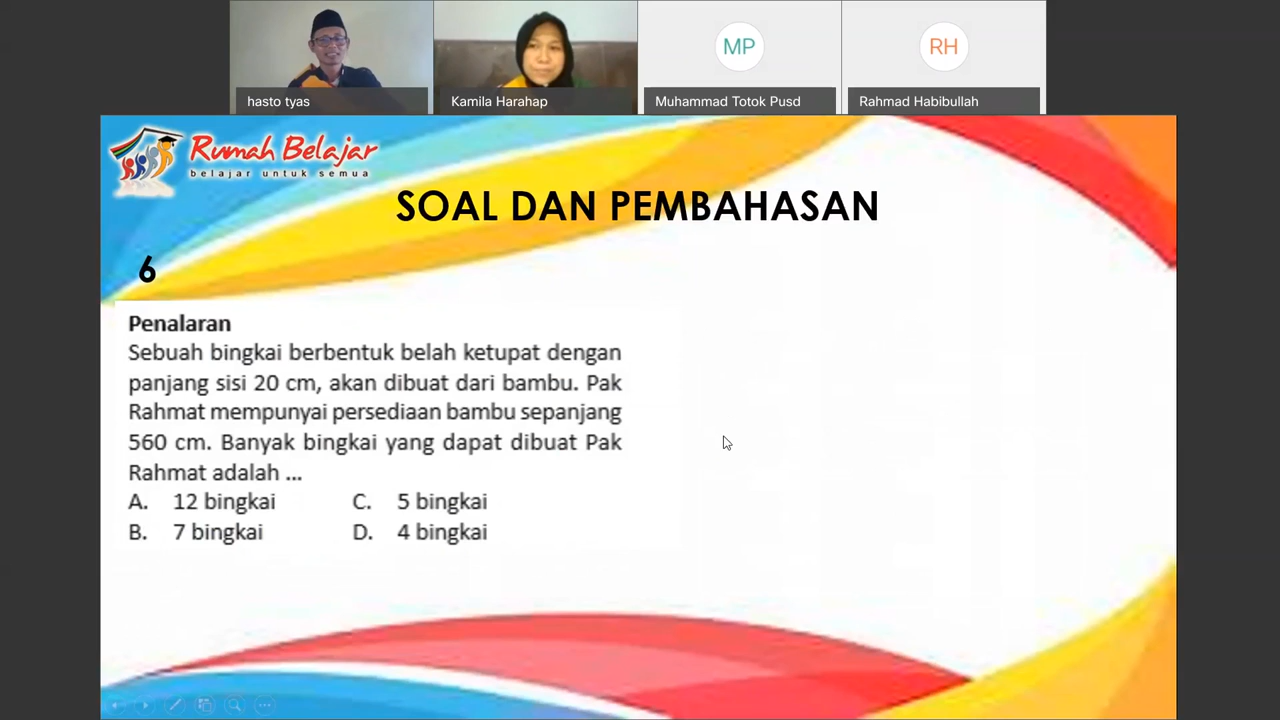 hasto tyas
Kamila Harahap
MP
Muhammad Totok Pusd
RH
Rahmad Habibullah
Rumah Belajar
belajar untuk semua
SOAL DAN PEMBAHASAN
6
Penalaran
Sebuah bingkai berbentuk belah ketupat dengan
panjang sisi 20 cm, akan dibuat dari bambu. Pak
Rahmat mempunyai persediaan bambu sepanjang
560 cm. Banyak bingkai yang dapat dibuat Pak
Rahmat adalah ...
A. 12 bingkai C. 5 bingkai
B. 7 bingkai D. 4 bingkai